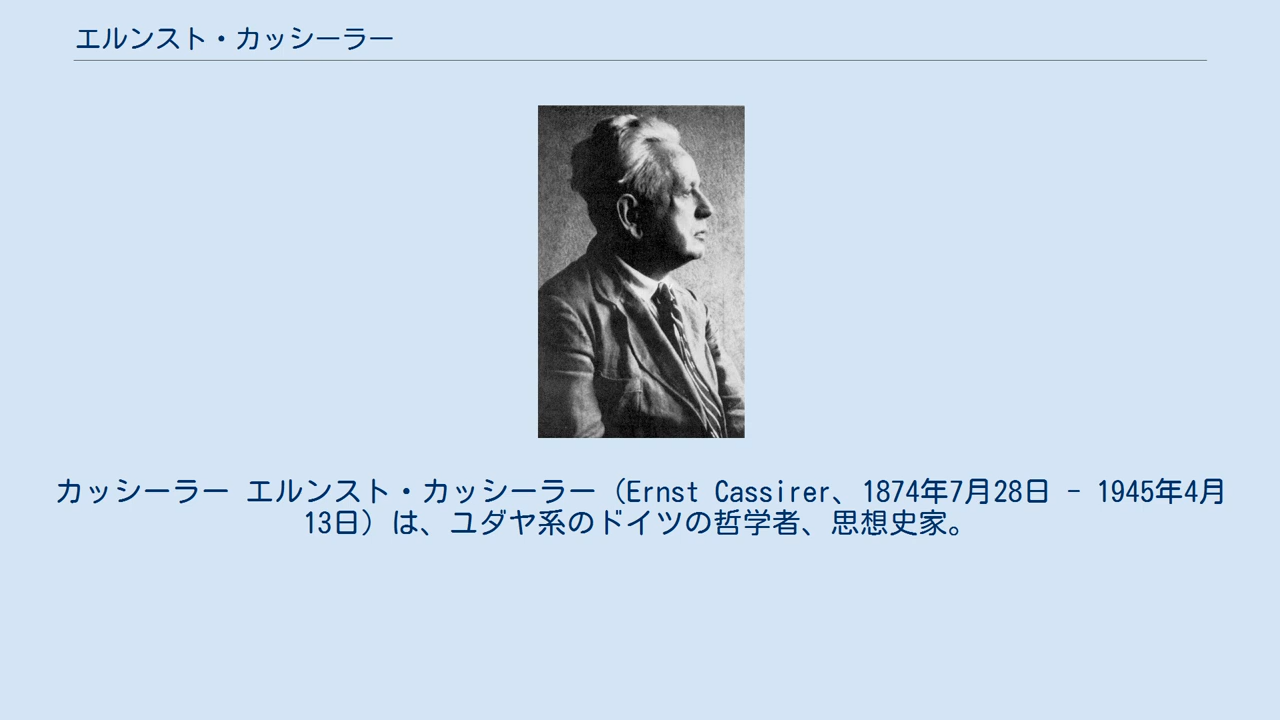 エルンスト・カッシーラー
カッシーラー エルンスト・カッシーラー（Ernst Cassirer、1874年7月28日 - 1945年4月
13日）は、ユダヤ系のドイツの哲学者、思想史家。